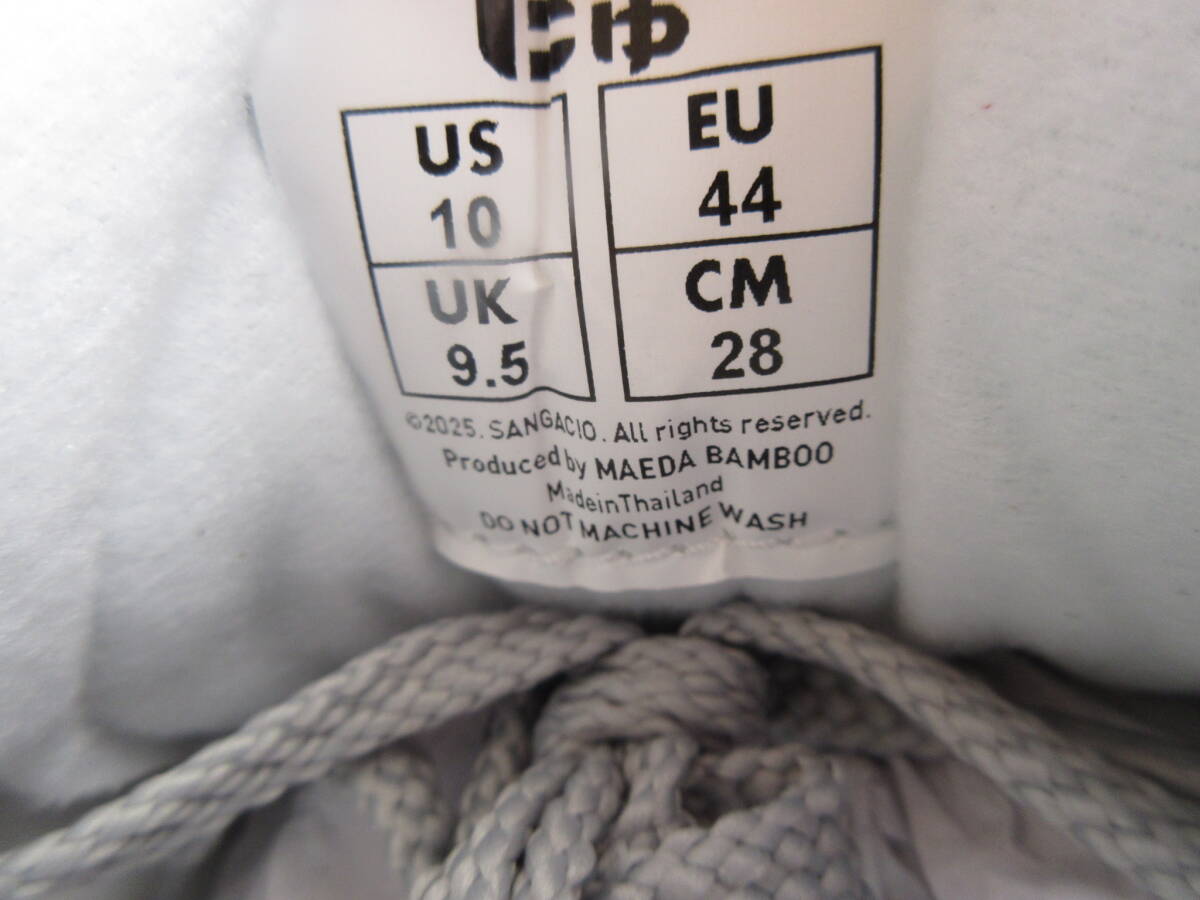 にゅ
US EU
10 44
UK CM
9.5 28
©2025. SANGACIO. All rights reserved.
Produced by MAEDA BAMBOO
MadeinThailand
DO NOT MACHINE WASH